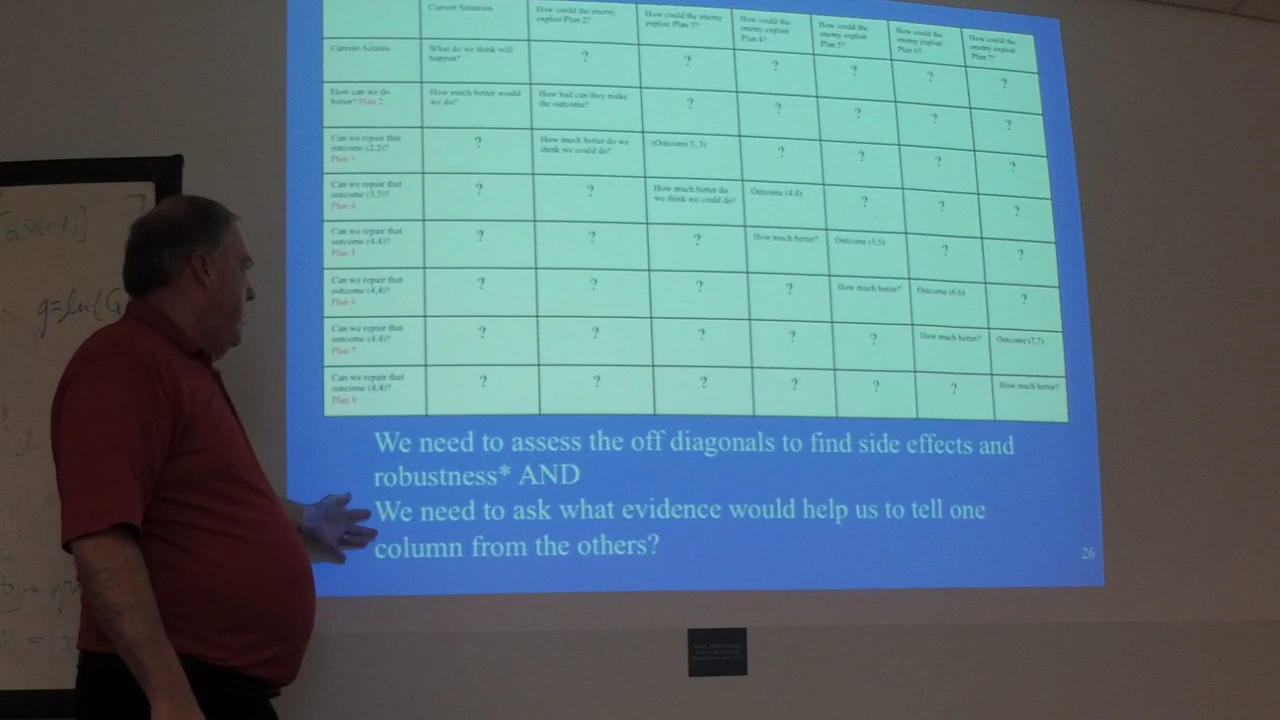 Current Situation
How could the enemy
exploit Plan 2?
How could the enemy
exploit Plan 3?
How could the
enemy exploit
Plan 4?
How could the
enemy exploit
Plan 5?
How could the
enemy exploit
Plan 6?
How could the
enemy exploit
Plan 7?
Current Actions
What do we think will
happen?
? ? ? ? ? ?
How can we do
better? Plan 2
How much better would
we do?
How bad can they make
the outcome?
? ? ? ? ?
Can we repair that
outcome (2,2)?
Plan 3
?
How much better do we
think we could do?
(Outcome 3, 3)
? ? ? ?
Can we repair that
outcome (3,3)?
Plan 4
? ?
How much better do
we think we could do?
Outcome (4,4)
? ? ?
Can we repair that
outcome (4,4)?
Plan 5
? ? ?
How much better?
Outcome (5,5)
? ?
Can we repair that
outcome (4,4)?
Plan 6
? ? ? ?
How much better?
Outcome (6,6)
?
Can we repair that
outcome (4,4)?
Plan 7
? ? ? ? ?
How much better?
Outcome (7,7)
Can we repair that
outcome (4,4)?
Plan 8
? ? ? ? ? ?
How much better?
We need to assess the off diagonals to find side effects and
robustness* AND
We need to ask what evidence would help us to tell one
column from the others?
26
g=ln(G